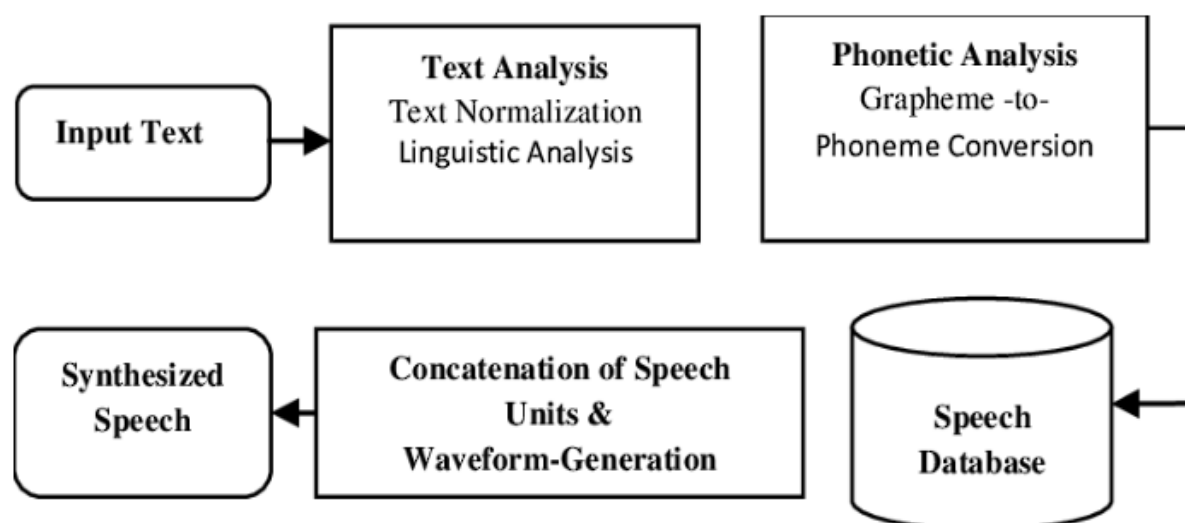 Input Text
Text Analysis
Text Normalization
Linguistic Analysis
Phonetic Analysis
Grapheme -to-
Phoneme Conversion
Synthesized
Speech
Concatenation of Speech
Units &
Waveform-Generation
Speech
Database